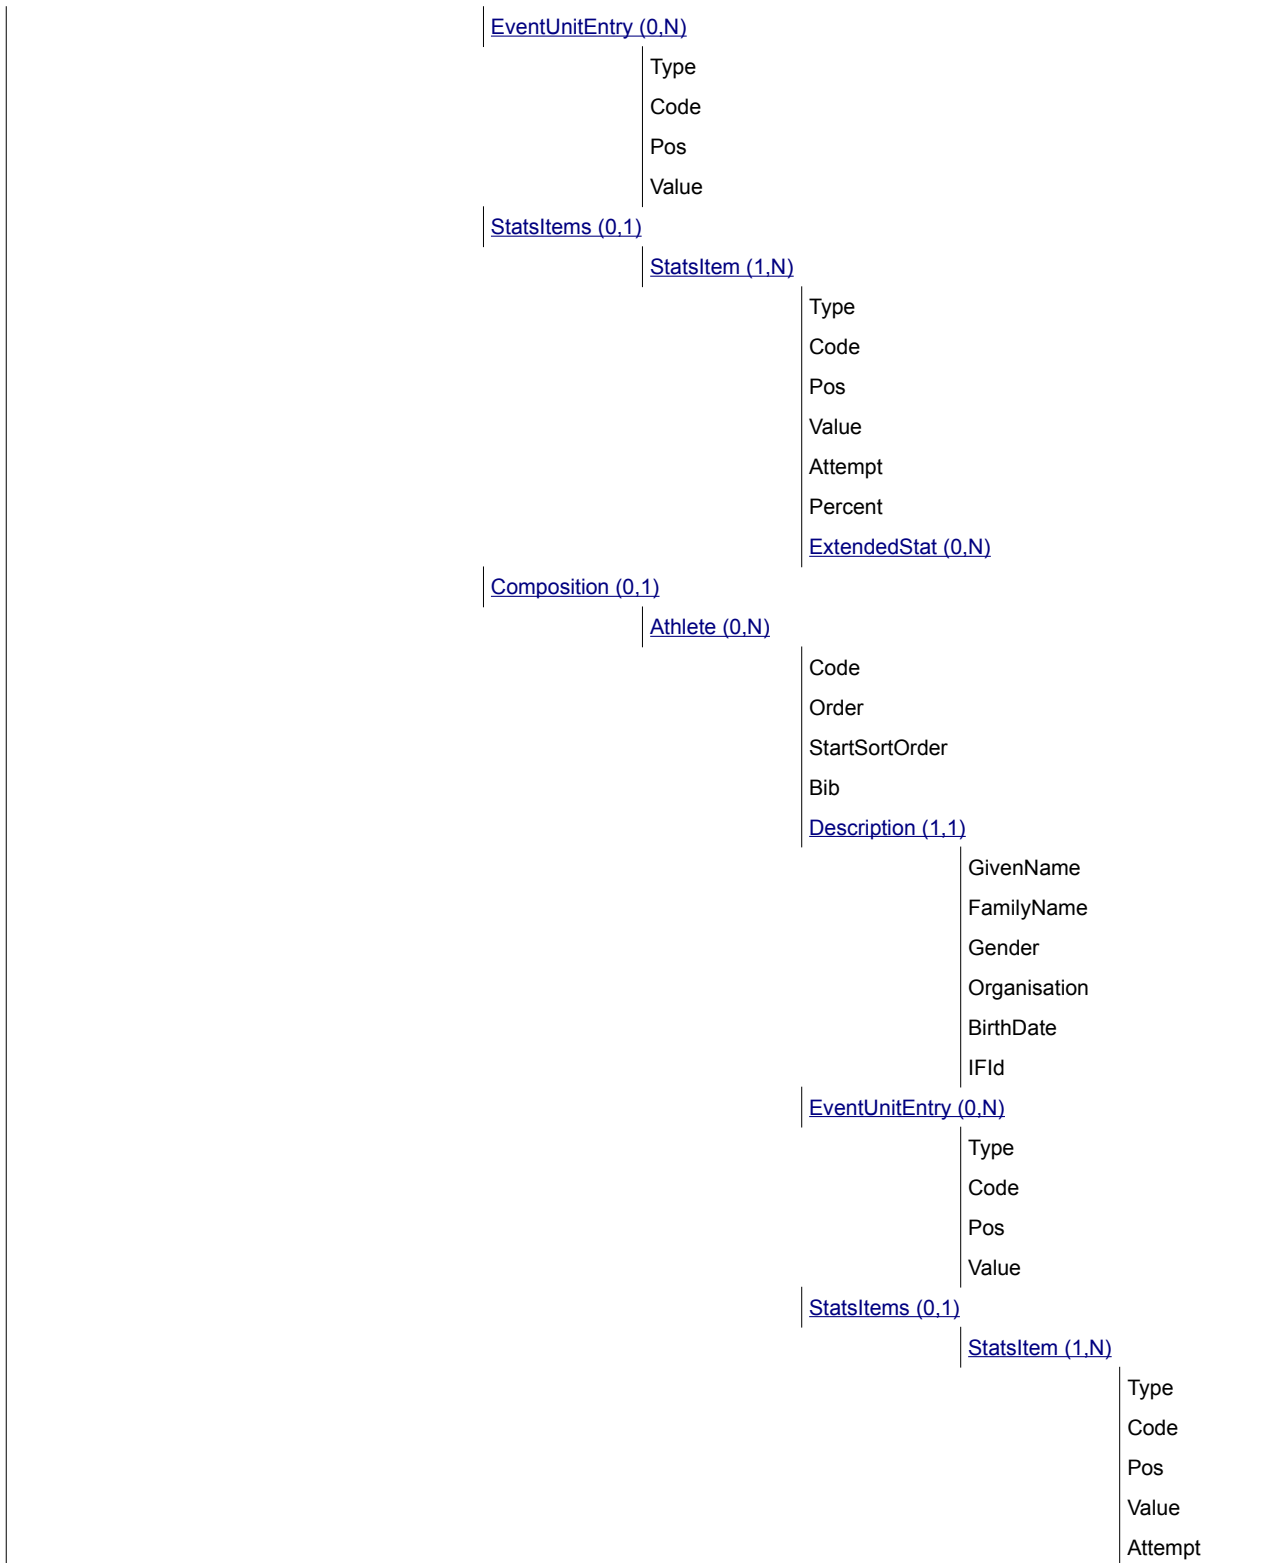 EventUnitEntry (0,N)
Type
Code
Pos
Value
StatsItems (0,1)
StatsItem (1,N)
Type
Code
Pos
Value
Attempt
Percent
ExtendedStat (0,N)
Composition (0,1)
Athlete (0,N)
Code
Order
StartSortOrder
Bib
Description (1,1)
GivenName
FamilyName
Gender
Organisation
BirthDate
IFId
EventUnitEntry (0,N)
Type
Code
Pos
Value
StatsItems (0,1)
StatsItem (1,N)
Type
Code
Pos
Value
Attempt